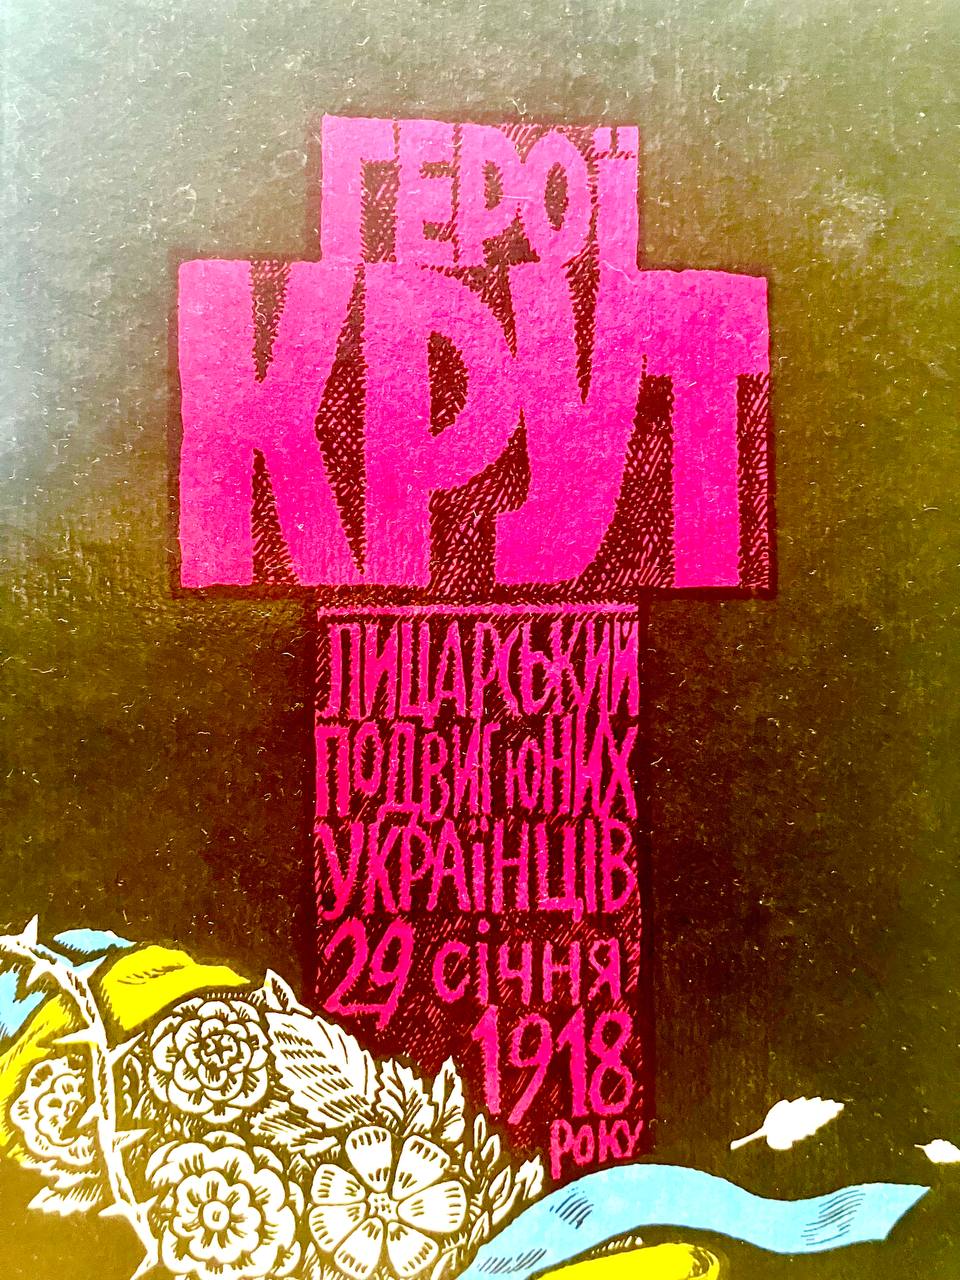 ГЕРОЇ
КРУТ
ЛИЦАРСЬКИЙ
ПОДВИГ ЮНИХ
УКРАЇНЦІВ
29 січня
1918
РОКУ